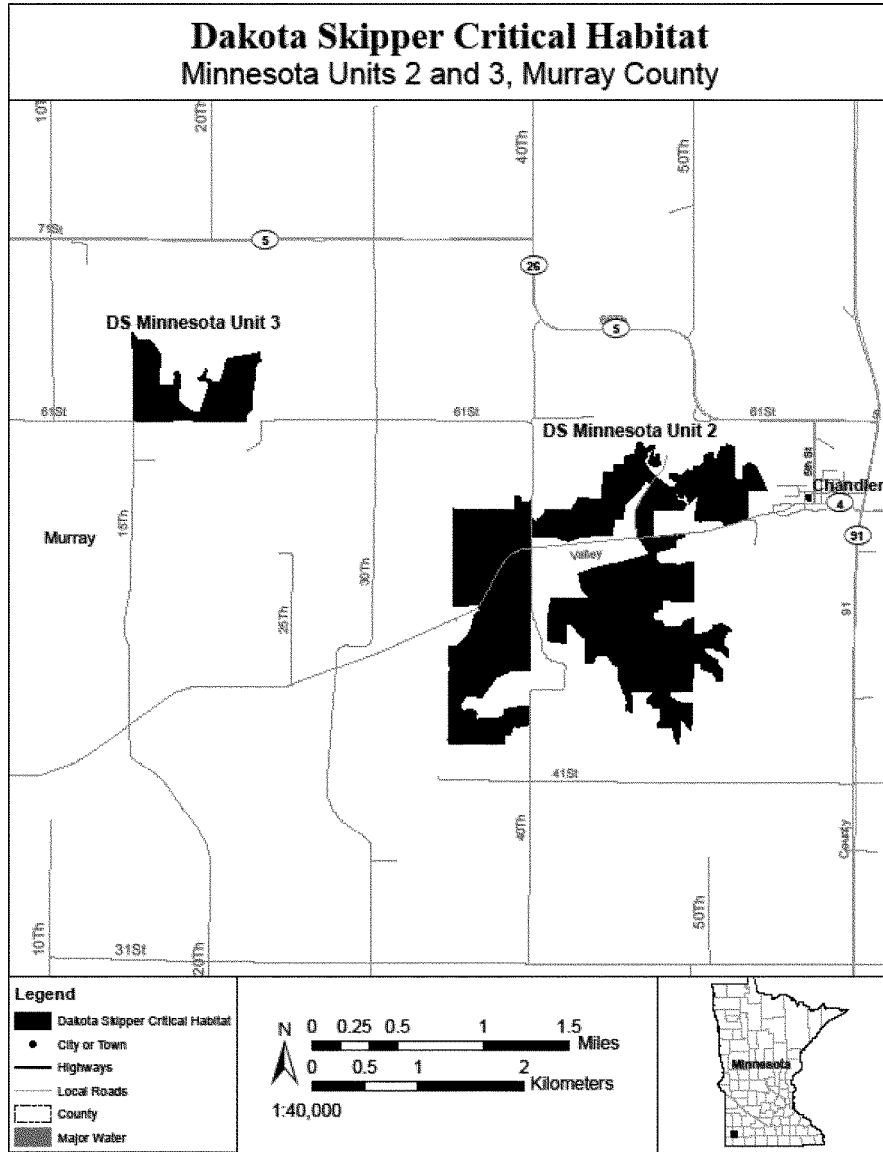 Dakota Skipper Critical Habitat
Minnesota Units 2 and 3, Murray County
10Th
20Th
40Th
50Th
71St
5
26
5
DS Minnesota Unit 3
61St
61St
61St
DS Minnesota Unit 2
5th St
Chandler
4
91
Murray
15Th
25Th
30Th
Valley
91
41St
40Th
County
10Th
31St
20Th
50Th
Legend
Dakota Skipper Critical Habitat
City or Town
Highways
Local Roads
County
Major Water
N
0 0.25 0.5 1 1.5
Miles
0 0.5 1 2
Kilometers
1:40,000
Minnesota